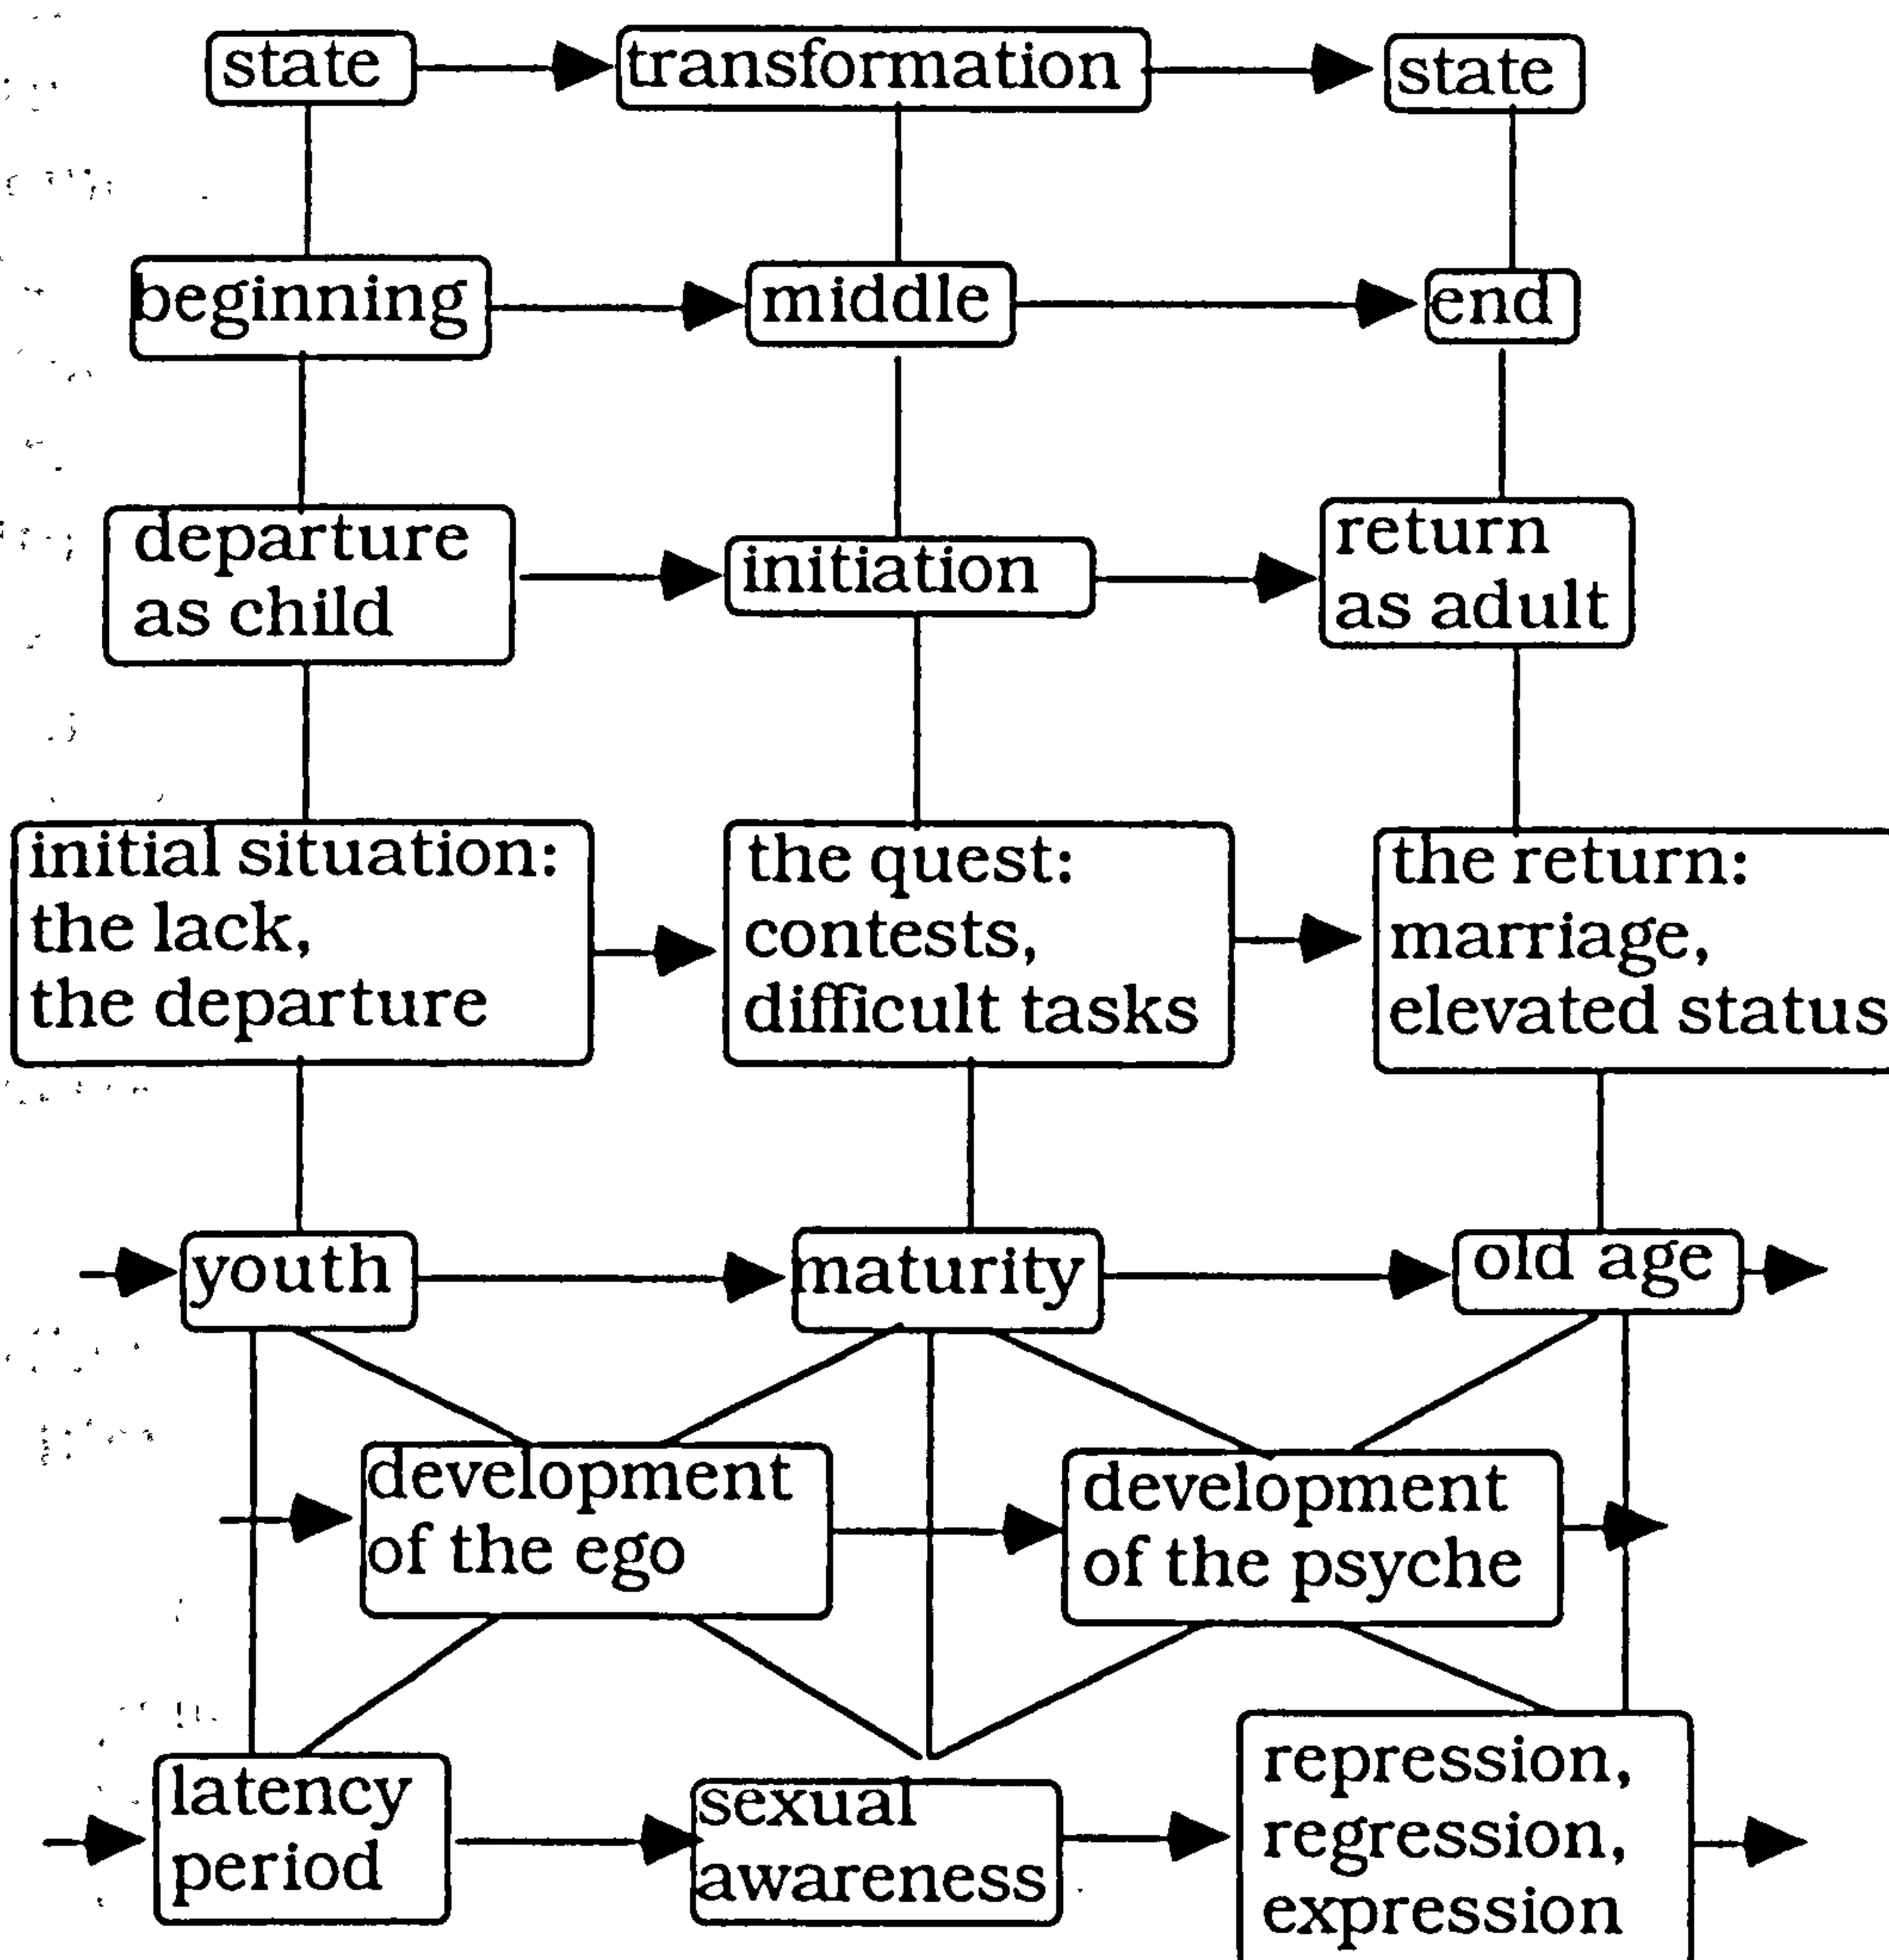 state
transformation
state
beginning
middle
end
departure
as child
initiation
return
as adult
initial situation:
the lack,
the departure
the quest:
contests,
difficult tasks
the return:
marriage,
elevated status
youth
maturity
old age
development
of the ego
development
of the psyche
latency
period
sexual
awareness
repression,
regression,
expression